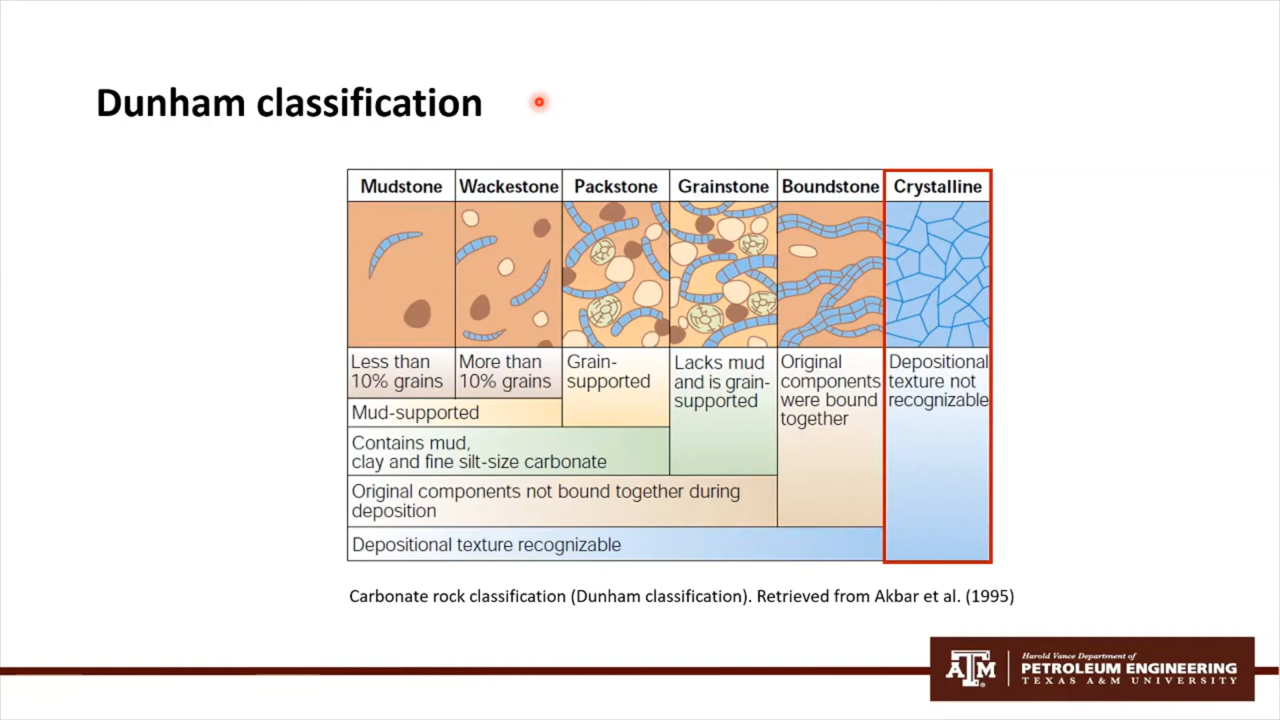 Dunham classification
Mudstone
Wackestone
Packstone
Grainstone
Boundstone
Crystalline
Less than
10% grains
More than
10% grains
Grain-
supported
Lacks mud
and is grain-
supported
Original
components
were bound
together
Depositional
texture not
recognizable
Mud-supported
Contains mud,
clay and fine silt-size carbonate
Original components not bound together during
deposition
Depositional texture recognizable
Carbonate rock classification (Dunham classification). Retrieved from Akbar et al. (1995)
ATM
Harold Vance Department of
PETROLEUM ENGINEERING
TEXAS A&M UNIVERSITY